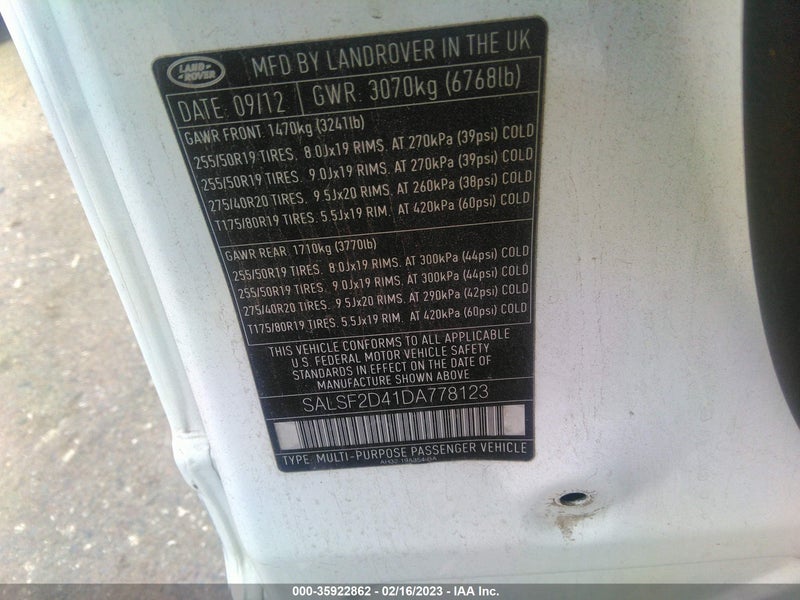 LAND
ROVER
MFD BY LANDROVER IN THE UK
DATE: 09/12 GWR: 3070kg (6768lb)
GAWR FRONT: 1470kg (3241lb)
255/50R19 TIRES. 8.0Jx19 RIMS. AT 270kPa (39psi) COLD
255/50R19 TIRES. 9.0Jx19 RIMS. AT 270kPa (39psi) COLD
275/40R20 TIRES. 9.5Jx20 RIMS. AT 260kPa (38psi) COLD
T175/80R19 TIRES. 5.5Jx19 RIM. AT 420kPa (60psi) COLD
GAWR REAR: 1710kg (3770lb)
255/50R19 TIRES. 8.0Jx19 RIMS. AT 300kPa (44psi) COLD
255/50R19 TIRES. 9.0Jx19 RIMS. AT 300kPa (44psi) COLD
275/40R20 TIRES. 9.5Jx20 RIMS. AT 290kPa (42psi) COLD
T175/80R19 TIRES. 5.5Jx19 RIM. AT 420kPa (60psi) COLD
THIS VEHICLE CONFORMS TO ALL APPLICABLE
U.S. FEDERAL MOTOR VEHICLE SAFETY
STANDARDS IN EFFECT ON THE DATE OF
MANUFACTURE SHOWN ABOVE.
SALSF2D41DA778123
TYPE: MULTI-PURPOSE PASSENGER VEHICLE
000-35922862 - 02/16/2023 - IAA Inc.